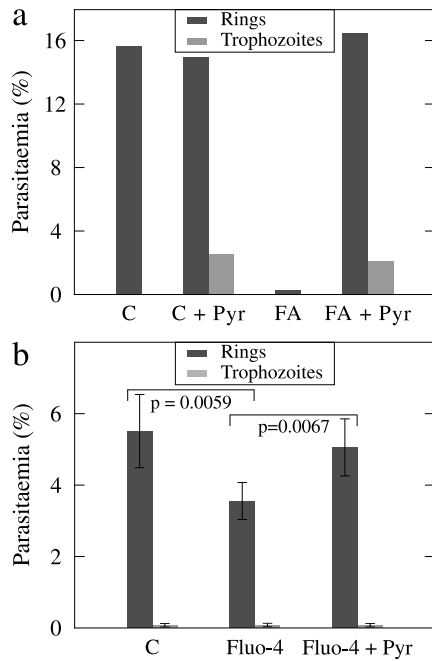 a
Rings
Trophozoites
Parasitaemia (%)
16
12
8
4
0
C
C + Pyr
FA
FA + Pyr
b
Rings
Trophozoites
Parasitaemia (%)
p = 0.0059
p=0.0067
6
4
2
0
C
Fluo-4
Fluo-4 + Pyr